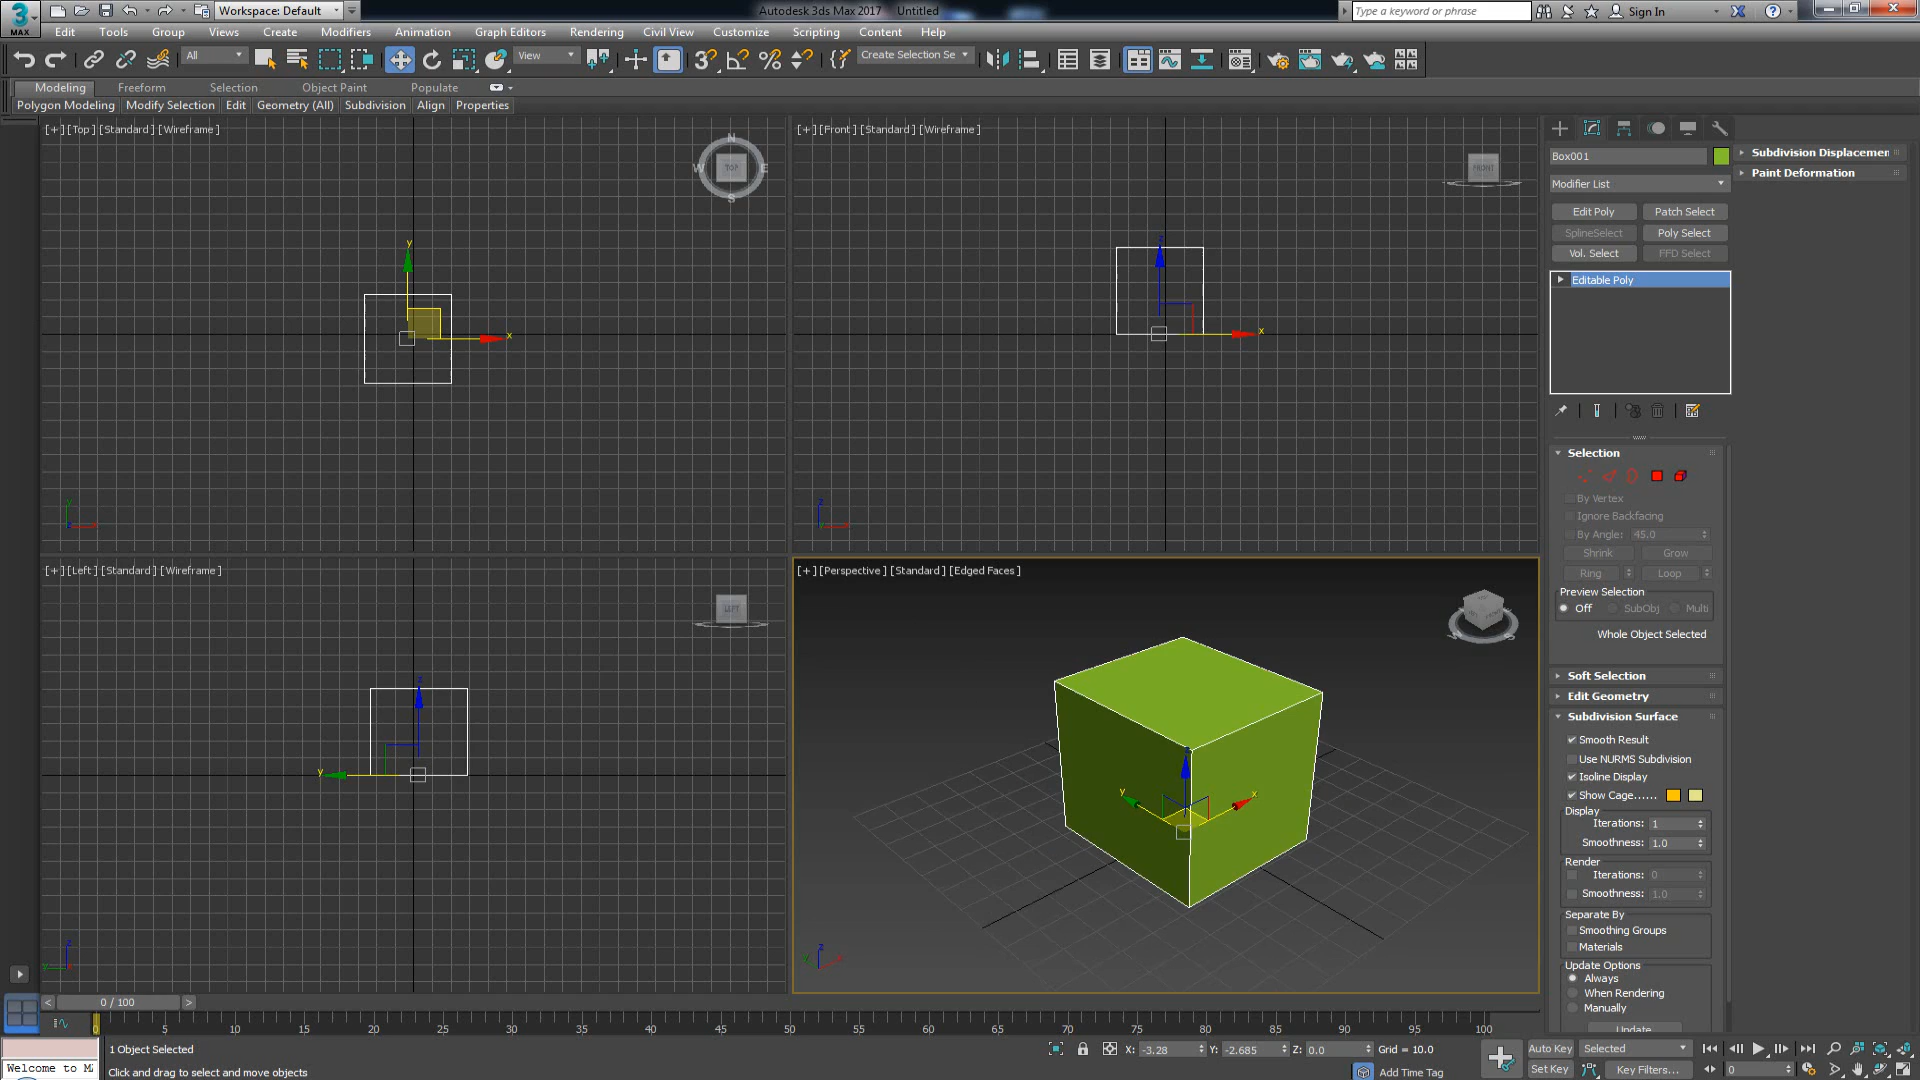 Workspace: Default
Autodesk 3ds Max 2017 Untitled
Type a keyword or phrase
Sign In
MAX
Edit Tools Group Views Create Modifiers Animation Graph Editors Rendering Civil View Customize Scripting Content Help
All
View
Create Selection Se
Modeling Freeform Selection Object Paint Populate
Polygon Modeling Modify Selection Edit Geometry (All) Subdivision Align Properties
[+] [Top] [Standard] [Wireframe]
N
W TOP E
S
y
x
[+] [Front] [Standard] [Wireframe]
FRONT
z
x
[+] [Left] [Standard] [Wireframe]
LEFT
z
y
[+] [Perspective] [Standard] [Edged Faces]
y
x
Box001
Modifier List
Edit Poly Patch Select
SplineSelect Poly Select
Vol. Select FFD Select
Editable Poly
Subdivision Displacemen
Paint Deformation
Selection
By Vertex
Ignore Backfacing
By Angle: 45.0
Shrink Grow
Ring Loop
Preview Selection
Off SubObj Multi
Whole Object Selected
Soft Selection
Edit Geometry
Subdivision Surface
Smooth Result
Use NURMS Subdivision
Isoline Display
Show Cage......
Display
Iterations: 1
Smoothness: 1.0
Render
Iterations: 0
Smoothness: 1.0
Separate By
Smoothing Groups
Materials
Update Options
Always
When Rendering
Manually
Update
< 0 / 100 >
0 5 10 15 20 25 30 35 40 45 50 55 60 65 70 75 80 85 90 95 100
1 Object Selected
X: -3.28 Y: -2.685 Z: 0.0 Grid = 10.0
Auto Key Selected
Welcome to MA
Click and drag to select and move objects
Add Time Tag
Set Key Key Filters... 0